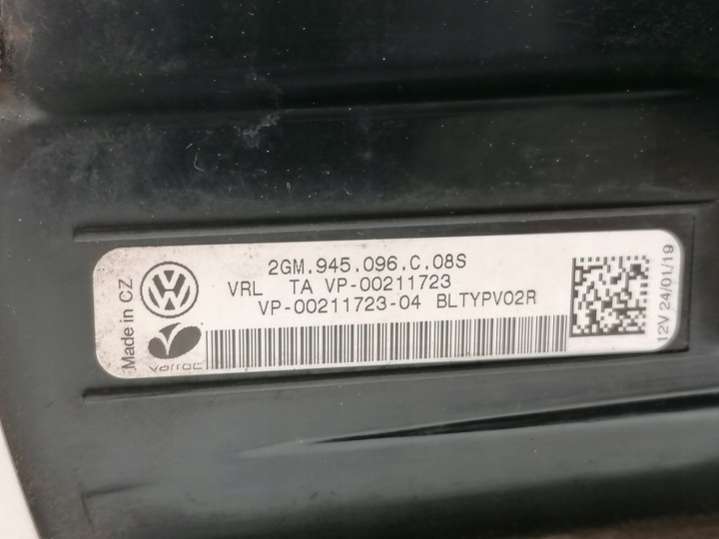 Made in CZ
2GM.945.096.C.08S
VRL TA VP-00211723
VP-00211723-04 BLTYPV02R
varroc
12V 24/01/19